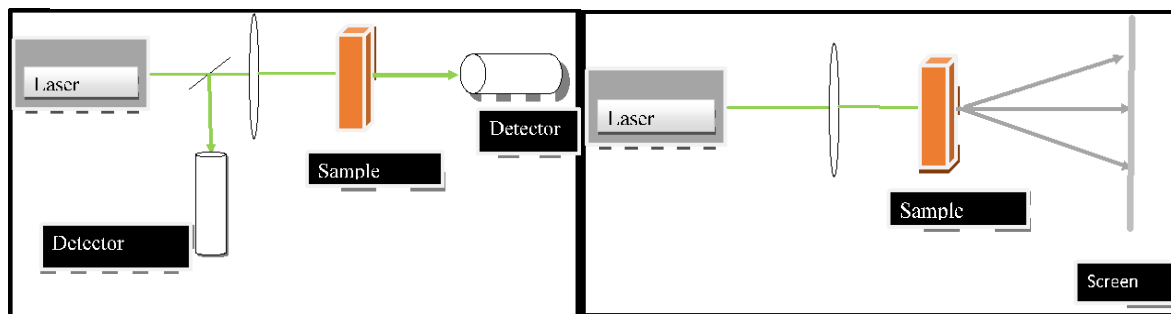 Laser
Detector
Sample
Detector
Laser
Sample
Screen